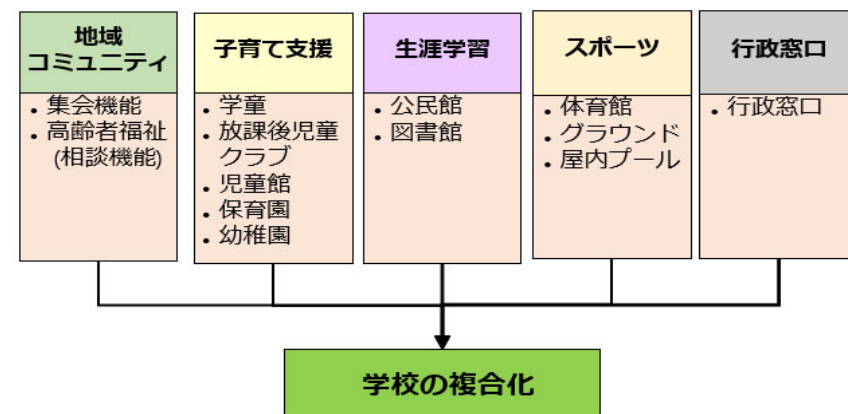 地域
コミュニティ
・集会機能
・高齢者福祉
(相談機能)
子育て支援
・学童
・放課後児童
クラブ
・児童館
・保育園
・幼稚園
生涯学習
・公民館
・図書館
スポーツ
・体育館
・グラウンド
・屋内プール
行政窓口
・行政窓口
学校の複合化